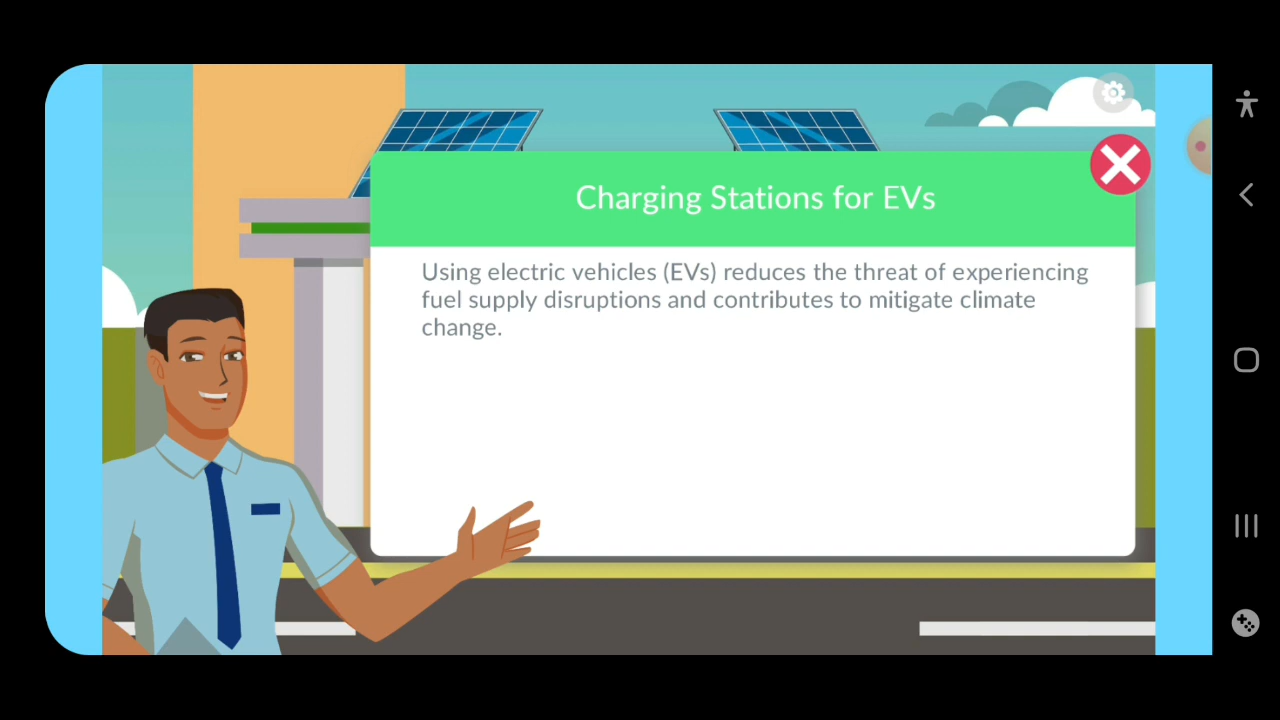 Charging Stations for EVs
Using electric vehicles (EVs) reduces the threat of experiencing
fuel supply disruptions and contributes to mitigate climate
change.